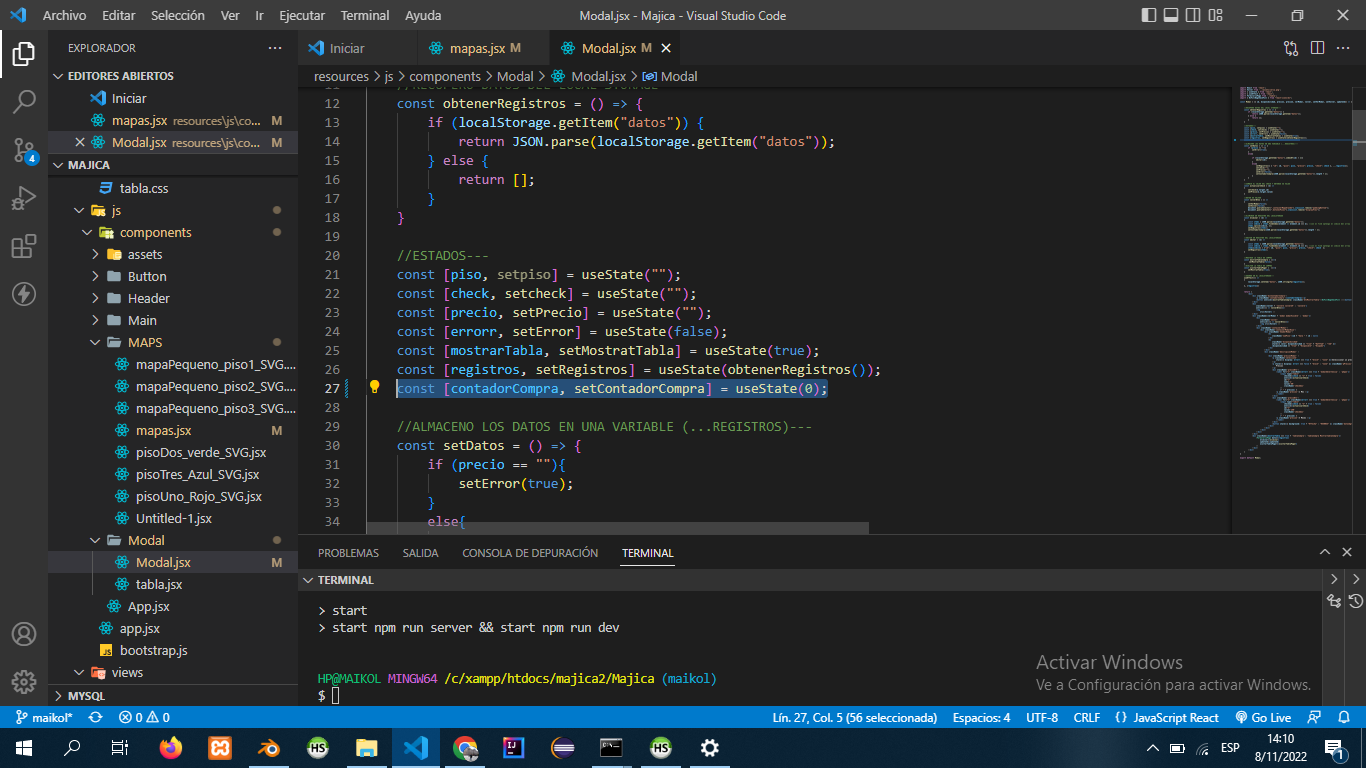 Archivo Editar Selección Ver Ir Ejecutar Terminal Ayuda
Modal.jsx - Majica - Visual Studio Code
EXPLORADOR
EDITORES ABIERTOS
Iniciar
mapas.jsx resources\js\co... M
Modal.jsx resources\js\co... M
MAJICA
tabla.css
js
components
assets
Button
Header
Main
MAPS
mapaPequeno_piso1_SVG....
mapaPequeno_piso2_SVG....
mapaPequeno_piso3_SVG....
mapas.jsx M
pisoDos_verde_SVG.jsx
pisoTres_Azul_SVG.jsx
pisoUno_Rojo_SVG.jsx
Untitled-1.jsx
Modal
Modal.jsx M
tabla.jsx
App.jsx
app.jsx
bootstrap.js
views
MYSQL
4
Iniciar
mapas.jsx M
Modal.jsx M
resources > js > components > Modal > Modal.jsx > Modal
11 //RECUPERO DATOS DEL LOCAL STORAGE
12 const obtenerRegistros = () => {
13 if (localStorage.getItem("datos")) {
14 return JSON.parse(localStorage.getItem("datos"));
15 } else {
16 return [];
17 }
18 }
19
20 //ESTADOS---
21 const [piso, setpiso] = useState("");
22 const [check, setcheck] = useState("");
23 const [precio, setPrecio] = useState("");
24 const [errorr, setError] = useState(false);
25 const [mostrarTabla, setMostratTabla] = useState(true);
26 const [registros, setRegistros] = useState(obtenerRegistros());
27 const [contadorCompra, setContadorCompra] = useState(0);
28
29 //ALMACENO LOS DATOS EN UNA VARIABLE (...REGISTROS)---
30 const setDatos = () => {
31 if (precio == ""){
32 setError(true);
33 }
34 else{
PROBLEMAS SALIDA CONSOLA DE DEPURACIÓN TERMINAL
TERMINAL
> start
> start npm run server && start npm run dev
HP@MAIKOL MINGW64 /c/xampp/htdocs/majica2/Majica (maikol)
$
Activar Windows
Ve a Configuración para activar Windows.
maikol* 0 0 Lín. 27, Col. 5 (56 seleccionada) Espacios: 4 UTF-8 CRLF {} JavaScript React Go Live
HS
IJ
HS
ESP
14:10
8/11/2022
1